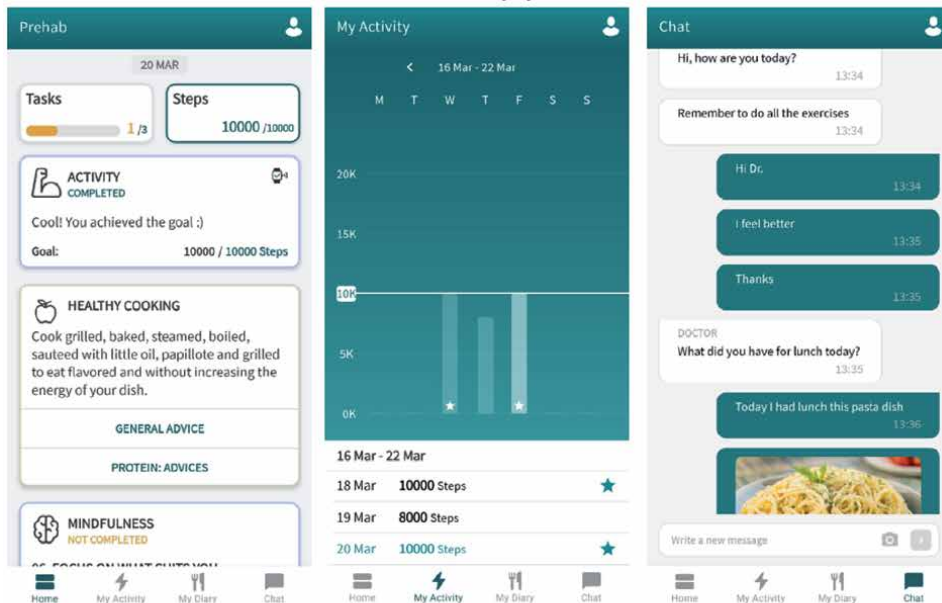 Prehab
20 MAR
Tasks
1 /3
Steps
10000 /10000
ACTIVITY
COMPLETED
Cool! You achieved the goal :)
Goal: 10000 / 10000 Steps
HEALTHY COOKING
Cook grilled, baked, steamed, boiled,
sauteed with little oil, papillote and grilled
to eat flavored and without increasing the
energy of your dish.
GENERAL ADVICE
PROTEIN: ADVICES
MINDFULNESS
NOT COMPLETED
Home My Activity My Diary Chat
My Activity
< 16 Mar - 22 Mar
M T W T F S S
20K
15K
10K
5K
0K
16 Mar - 22 Mar
18 Mar 10000 Steps
19 Mar 8000 Steps
20 Mar 10000 Steps
Home My Activity My Diary Chat
Chat
Hi, how are you today?
13:34
Remember to do all the exercises
13:34
Hi Dr.
13:34
I feel better
13:35
Thanks
13:35
DOCTOR
What did you have for lunch today?
13:35
Today I had lunch this pasta dish
13:36
Write a new message
Home My Activity My Diary Chat